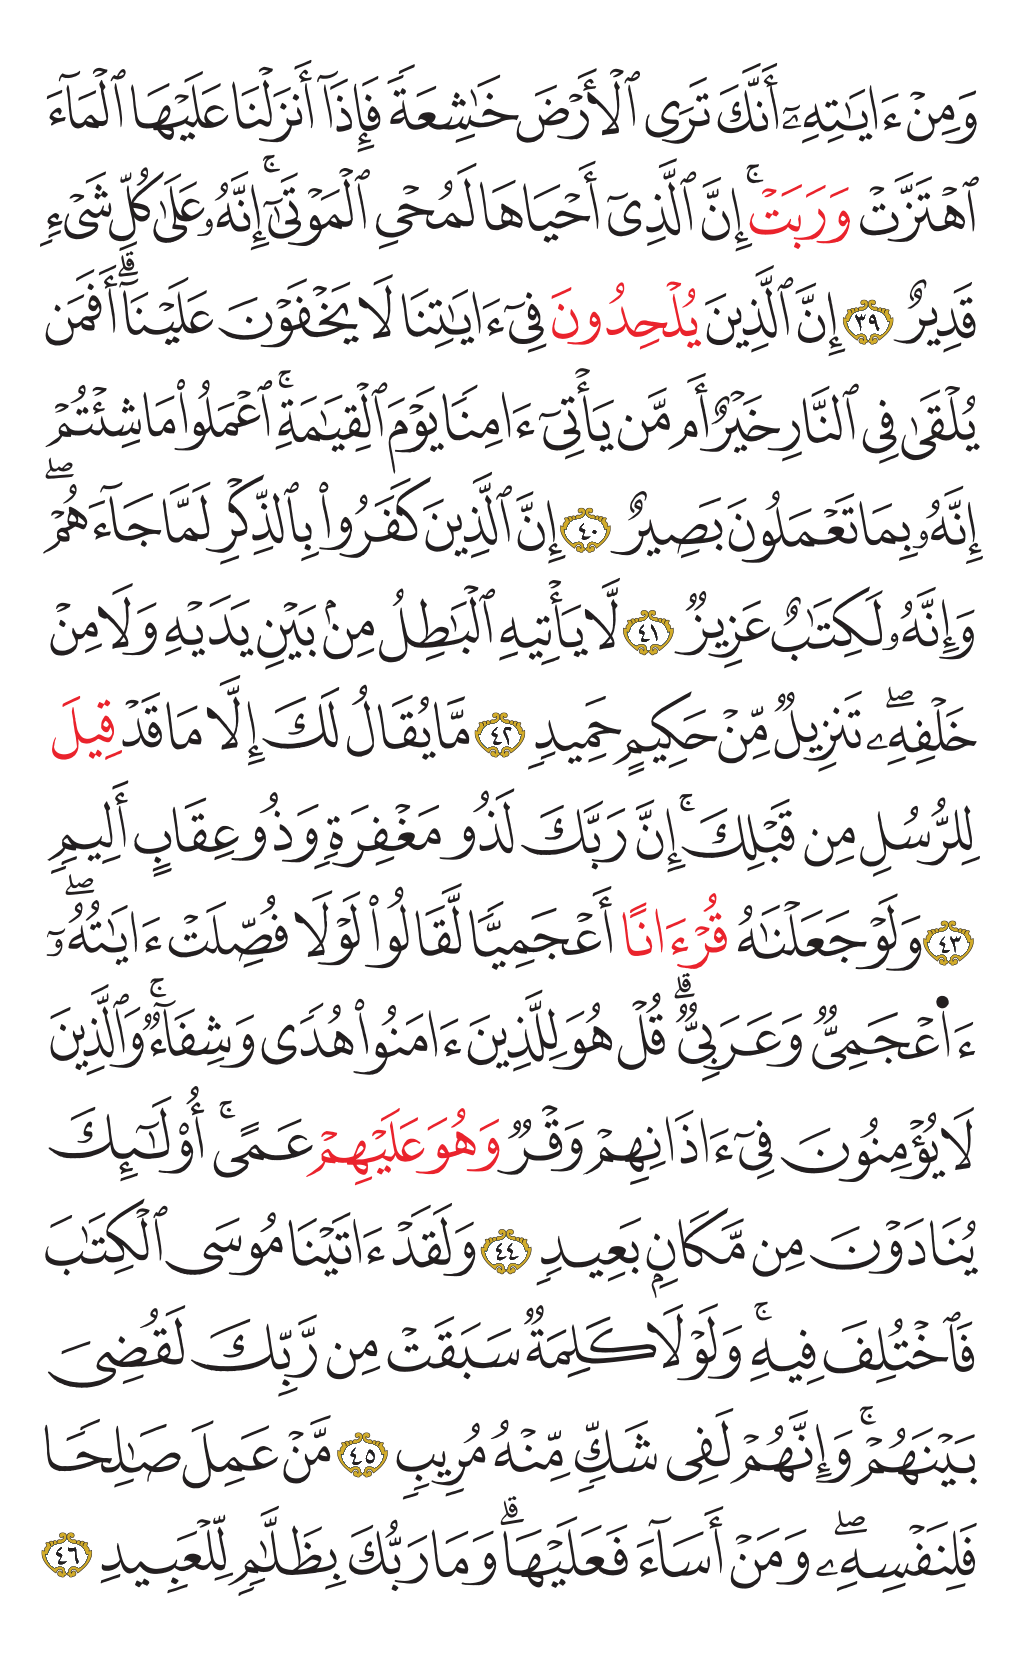 وَمِنْ ءَايَٰتِهِۦٓ أَنَّكَ تَرَى ٱلْأَرْضَ خَٰشِعَةً فَإِذَآ أَنزَلْنَا عَلَيْهَا ٱلْمَآءَ
ٱهْتَزَّتْ وَرَبَتْ ۚ إِنَّ ٱلَّذِىٓ أَحْيَاهَا لَمُحْىِ ٱلْمَوْتَىٰٓ ۚ إِنَّهُۥ عَلَىٰ كُلِّ شَىْءٍ
قَدِيرٌ ٣٩ إِنَّ ٱلَّذِينَ يُلْحِدُونَ فِىٓ ءَايَٰتِنَا لَا يَخْفَوْنَ عَلَيْنَآ ۗ أَفَمَن
يُلْقَىٰ فِى ٱلنَّارِ خَيْرٌ أَم مَّن يَأْتِىٓ ءَامِنًا يَوْمَ ٱلْقِيَٰمَةِ ۚ ٱعْمَلُوا۟ مَا شِئْتُمْ ۖ
إِنَّهُۥ بِمَا تَعْمَلُونَ بَصِيرٌ ٤٠ إِنَّ ٱلَّذِينَ كَفَرُوا۟ بِٱلذِّكْرِ لَمَّا جَآءَهُمْ ۖ
وَإِنَّهُۥ لَكِتَٰبٌ عَزِيزٌ ٤١ لَّا يَأْتِيهِ ٱلْبَٰطِلُ مِنۢ بَيْنِ يَدَيْهِ وَلَا مِنْ
خَلْفِهِۦ ۖ تَنزِيلٌ مِّنْ حَكِيمٍ حَمِيدٍ ٤٢ مَّا يُقَالُ لَكَ إِلَّا مَا قَدْ قِيلَ
لِلرُّسُلِ مِن قَبْلِكَ ۚ إِنَّ رَبَّكَ لَذُو مَغْفِرَةٍ وَذُو عِقَابٍ أَلِيمٍ
٤٣ وَلَوْ جَعَلْنَٰهُ قُرْءَانًا أَعْجَمِيًّا لَّقَالُوا۟ لَوْلَا فُصِّلَتْ ءَايَٰتُهُۥٓ ۖ
ءَا۬عْجَمِىٌّ وَعَرَبِىٌّ ۗ قُلْ هُوَ لِلَّذِينَ ءَامَنُوا۟ هُدًى وَشِفَآءٌ ۚ وَٱلَّذِينَ
لَا يُؤْمِنُونَ فِىٓ ءَاذَانِهِمْ وَقْرٌ وَهُوَ عَلَيْهِمْ عَمًى ۚ أُو۟لَٰٓئِكَ
يُنَادَوْنَ مِن مَّكَانٍۭ بَعِيدٍ ٤٤ وَلَقَدْ ءَاتَيْنَا مُوسَى ٱلْكِتَٰبَ
فَٱخْتُلِفَ فِيهِ ۚ وَلَوْلَا كَلِمَةٌ سَبَقَتْ مِن رَّبِّكَ لَقُضِىَ
بَيْنَهُمْ ۚ وَإِنَّهُمْ لَفِى شَكٍّ مِّنْهُ مُرِيبٍ ٤٥ مَّنْ عَمِلَ صَٰلِحًا
فَلِنَفْسِهِۦ ۖ وَمَنْ أَسَآءَ فَعَلَيْهَا ۗ وَمَا رَبُّكَ بِظَلَّٰمٍ لِّلْعَبِيدِ ٤٦